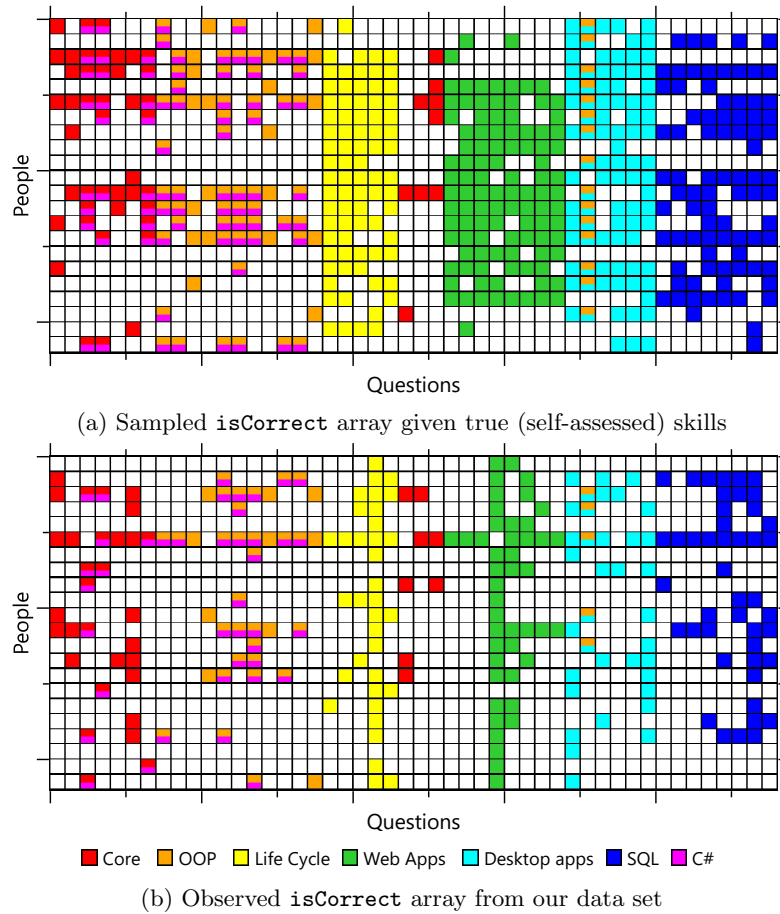 People
Questions
(a) Sampled isCorrect array given true (self-assessed) skills
People
Questions
Core OOP Life Cycle Web Apps Desktop apps SQL C#
(b) Observed isCorrect array from our data set